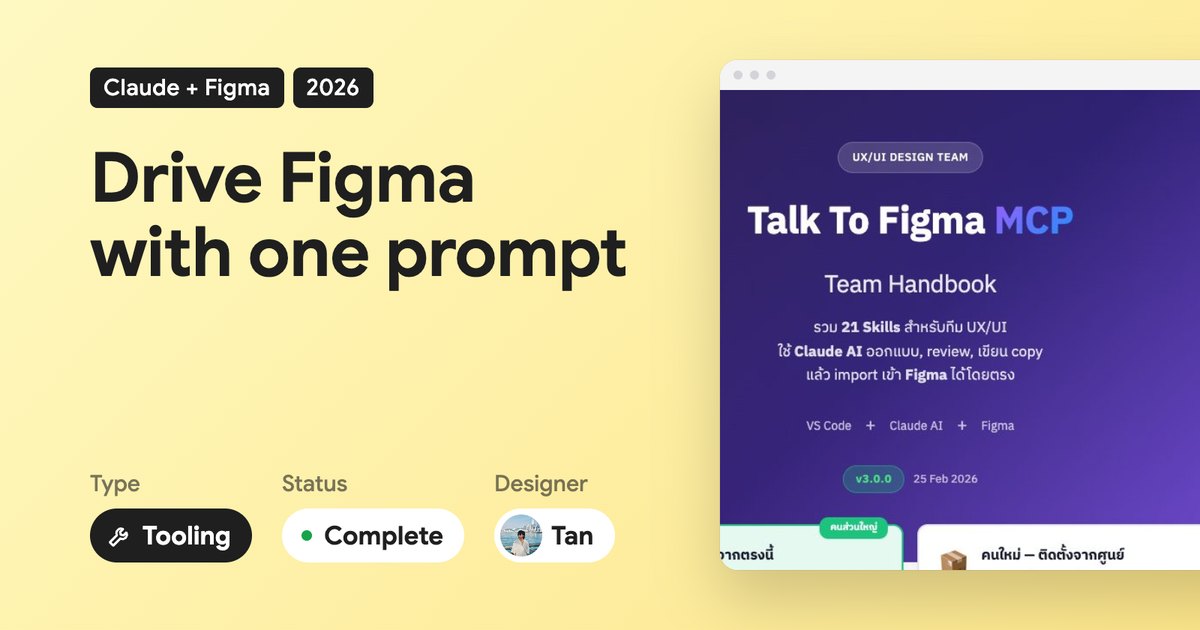 Claude + Figma
2026
Drive Figma
with one prompt
Type
Tooling
Status
Complete
Designer
Tan
UX/UI DESIGN TEAM
Talk To Figma MCP
Team Handbook
รวม 21 Skills สำหรับทีม UX/UI
ใช้ Claude AI ออกแบบ, review, เขียน copy
แล้ว import เข้า Figma ได้โดยตรง
VS Code + Claude AI + Figma
v3.0.0
25 Feb 2026
คนส่วนใหญ่
จากตรงนี้
คนใหม่ — ติดตั้งจากศูนย์